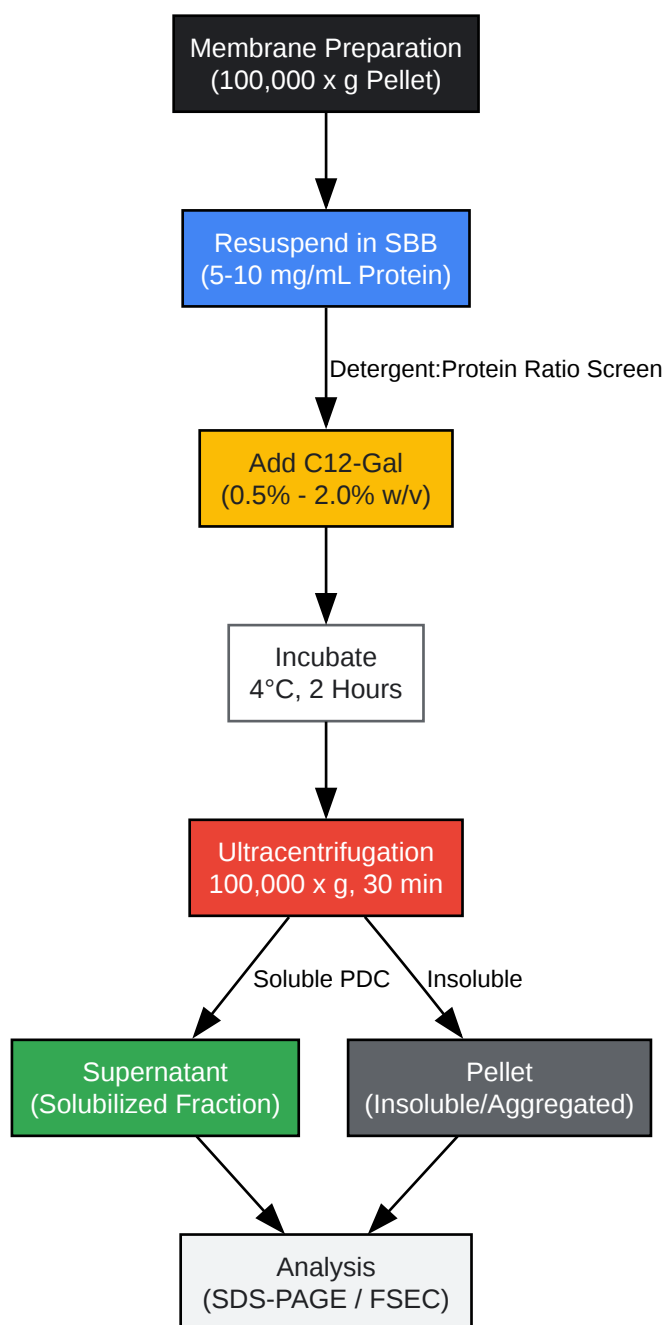 Membrane Preparation
(100,000 x g Pellet)
Resuspend in SBB
(5-10 mg/mL Protein)
Detergent:Protein Ratio Screen
Add C12-Gal
(0.5% - 2.0% w/v)
Incubate
4°C, 2 Hours
Ultracentrifugation
100,000 x g, 30 min
Soluble PDC
Insoluble
Supernatant
(Solubilized Fraction)
Pellet
(Insoluble/Aggregated)
Analysis
(SDS-PAGE / FSEC)